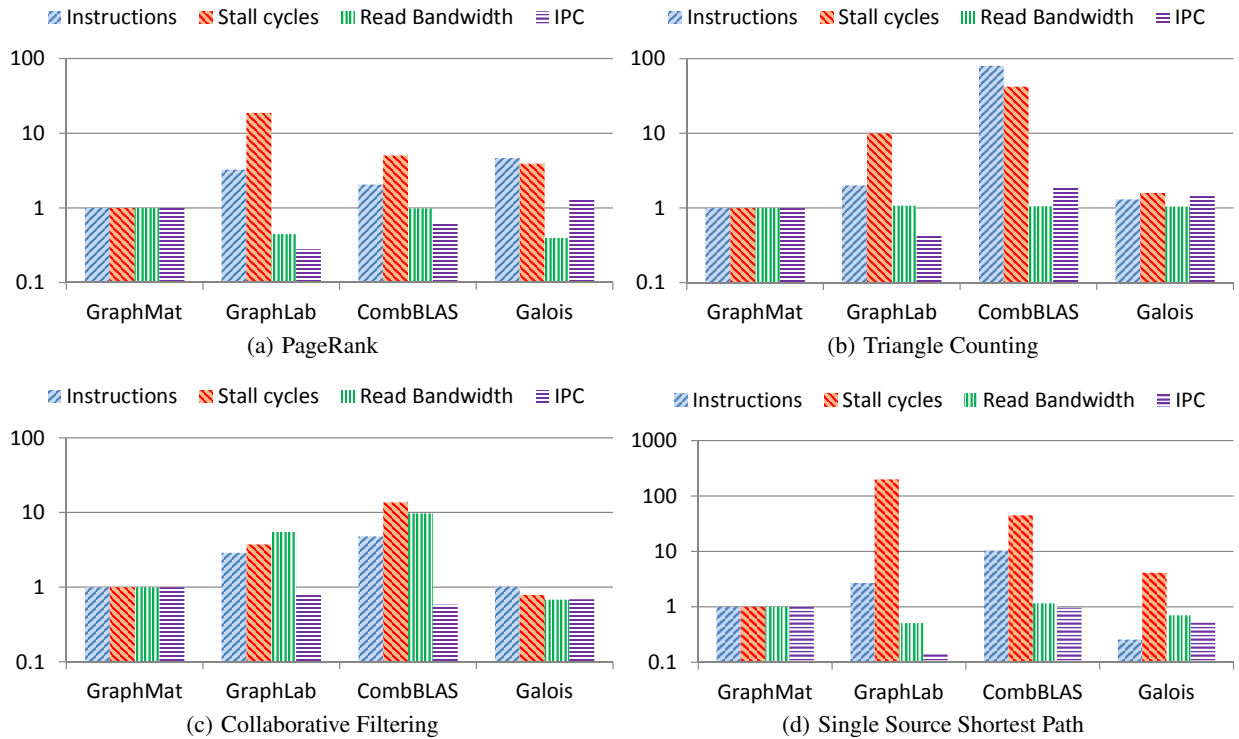 Instructions Stall cycles Read Bandwidth IPC
100
10
1
0.1
GraphMat GraphLab CombBLAS Galois
(a) PageRank
Instructions Stall cycles Read Bandwidth IPC
100
10
1
0.1
GraphMat GraphLab CombBLAS Galois
(b) Triangle Counting
Instructions Stall cycles Read Bandwidth IPC
100
10
1
0.1
GraphMat GraphLab CombBLAS Galois
(c) Collaborative Filtering
Instructions Stall cycles Read Bandwidth IPC
1000
100
10
1
0.1
GraphMat GraphLab CombBLAS Galois
(d) Single Source Shortest Path